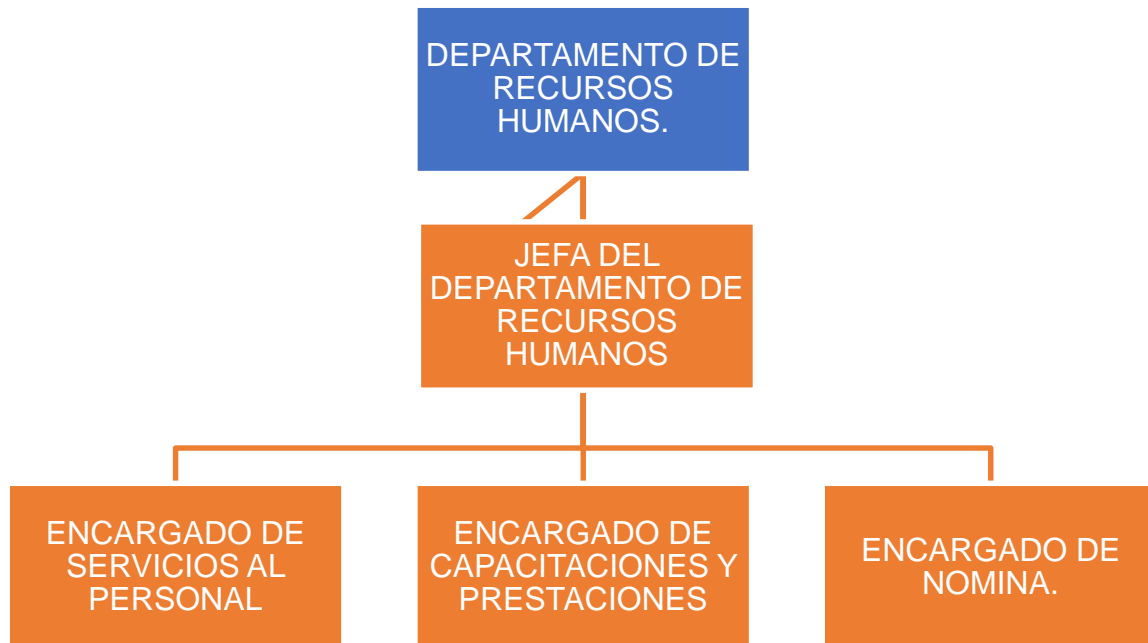 DEPARTAMENTO DE
RECURSOS
HUMANOS.
JEFA DEL
DEPARTAMENTO DE
RECURSOS
HUMANOS
ENCARGADO DE
SERVICIOS AL
PERSONAL
ENCARGADO DE
CAPACITACIONES Y
PRESTACIONES
ENCARGADO DE
NOMINA.